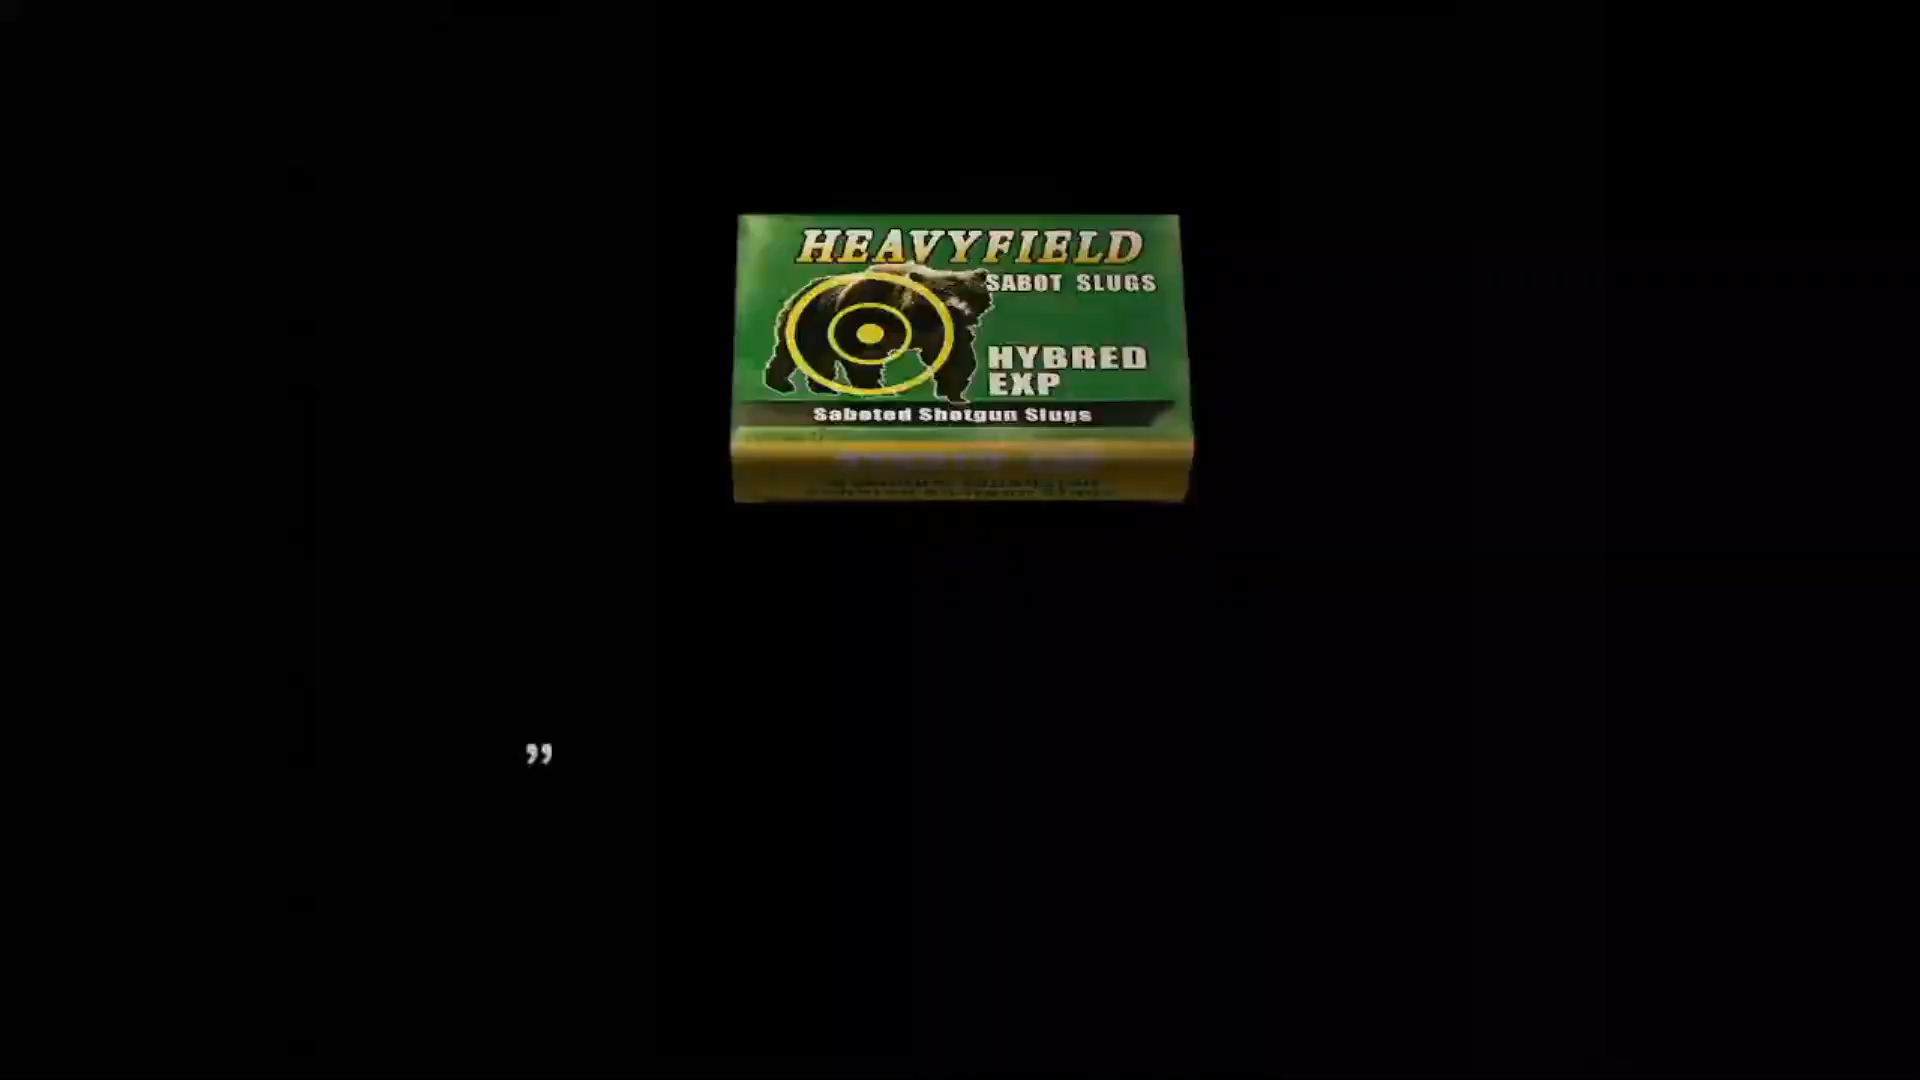 HEAVYFIELD
SABOT SLUGS
HYBRED
EXP
Saboted Shotgun Slugs
”